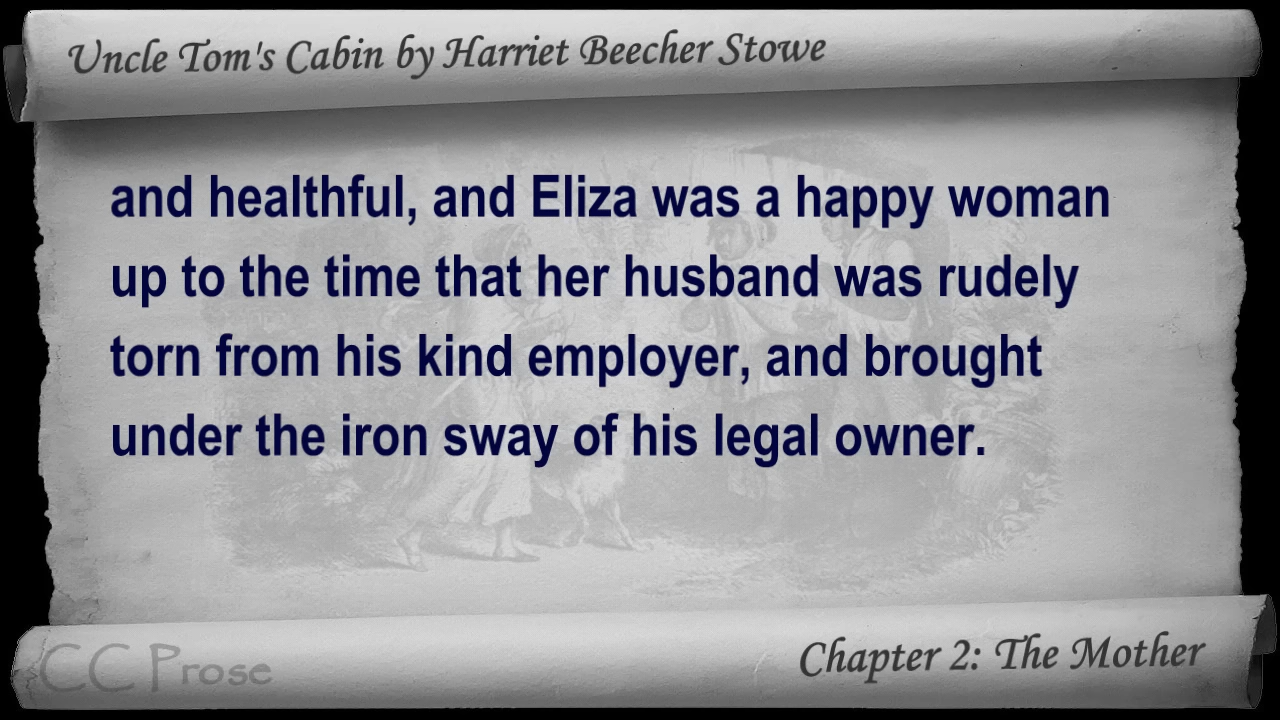 Uncle Tom's Cabin by Harriet Beecher Stowe
and healthful, and Eliza was a happy woman
up to the time that her husband was rudely
torn from his kind employer, and brought
under the iron sway of his legal owner.
CC Prose
Chapter 2: The Mother